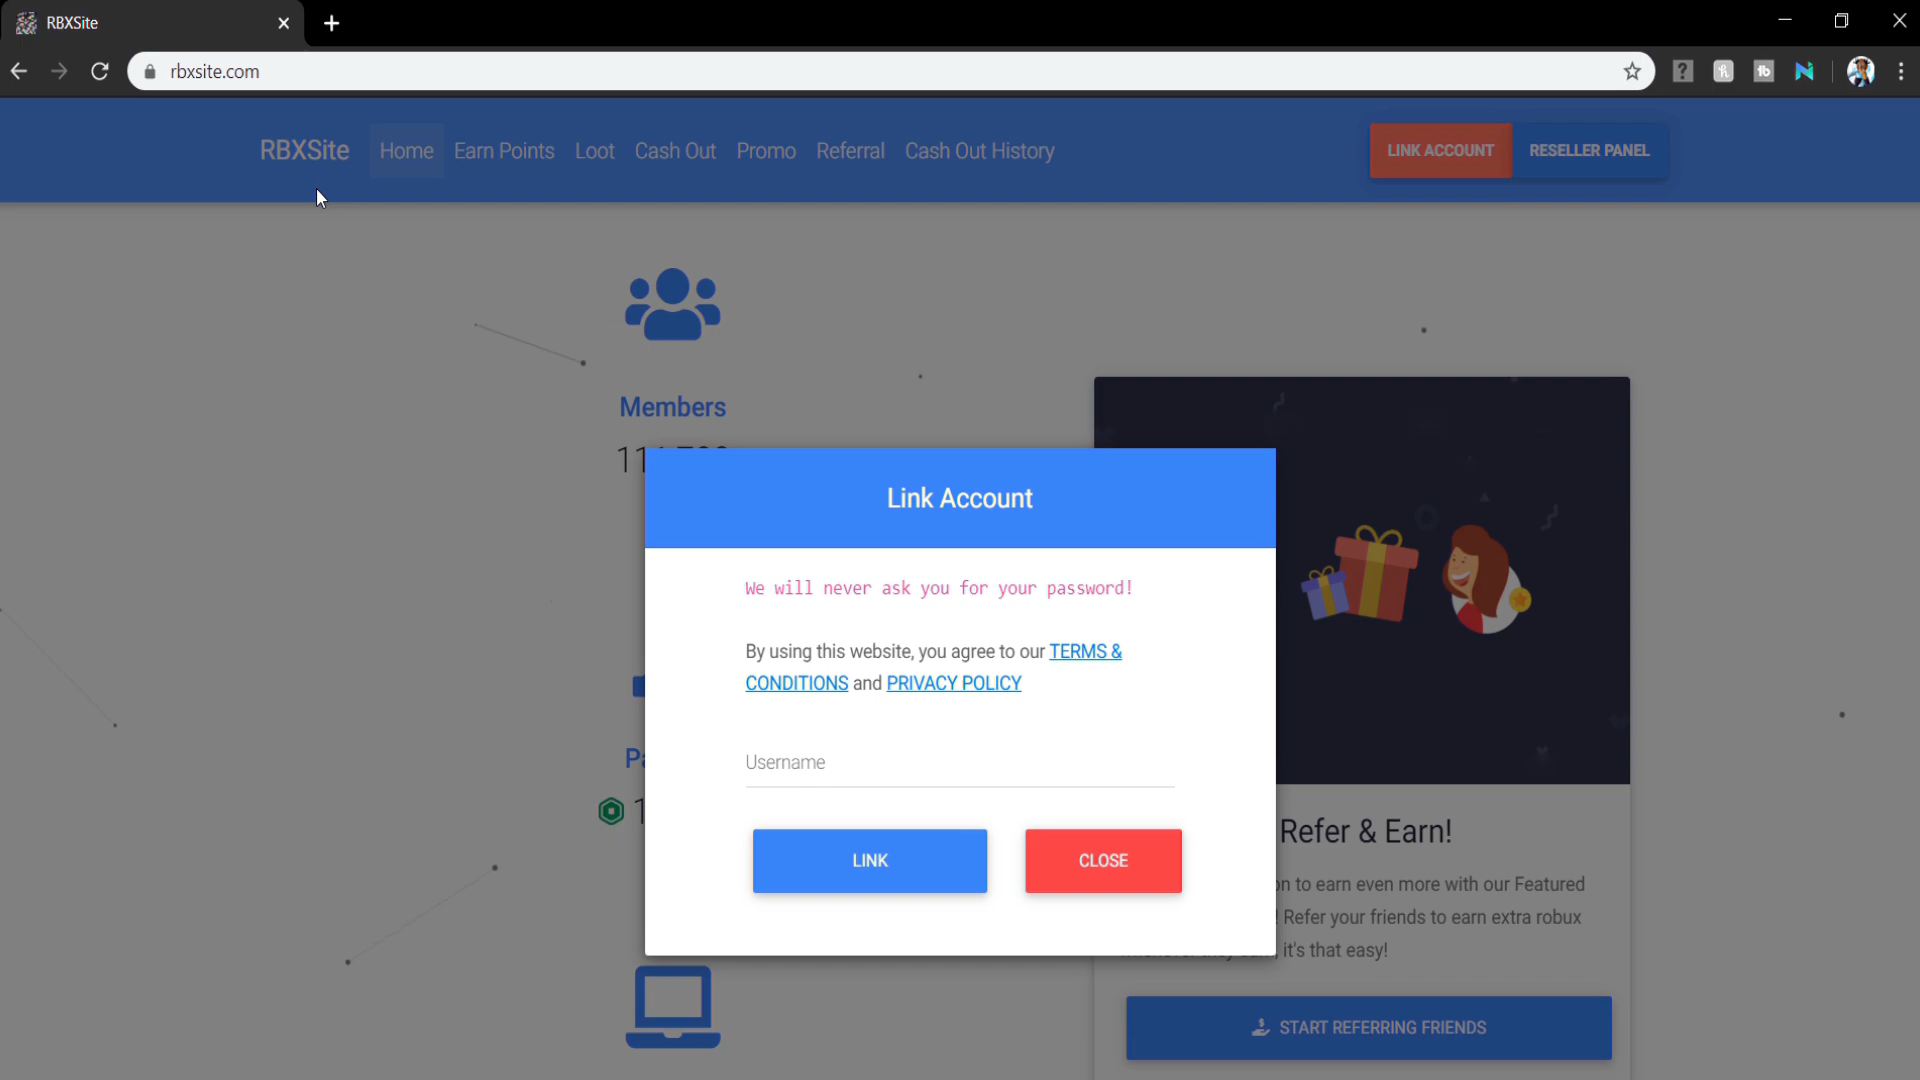 RBXSite
rbxsite.com
RBXSite Home Earn Points Loot Cash Out Promo Referral Cash Out History LINK ACCOUNT RESELLER PANEL
Members
Link Account
We will never ask you for your password!
By using this website, you agree to our TERMS &
CONDITIONS and PRIVACY POLICY
Username
LINK CLOSE
Refer & Earn!
to earn even more with our Featured
! Refer your friends to earn extra robux
it's that easy!
START REFERRING FRIENDS